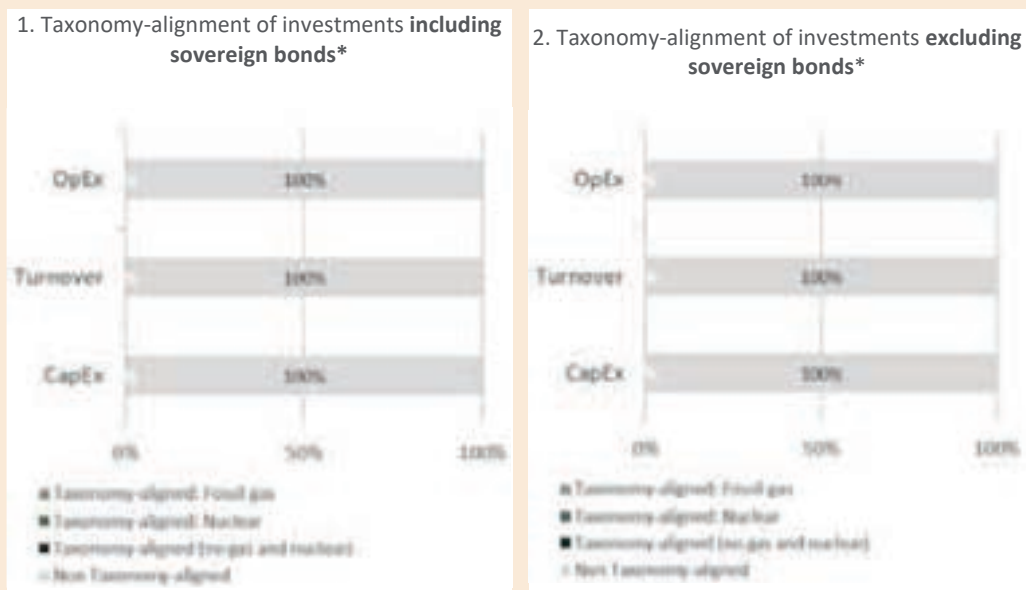 1. Taxonomy-alignment of investments including
sovereign bonds*
OpEx
100%
Turnover
100%
CapEx
100%
0%
50%
100%
Taxonomy-aligned: Fossil gas
Taxonomy-aligned: Nuclear
Taxonomy-aligned (no gas and nuclear)
Non Taxonomy-aligned
2. Taxonomy-alignment of investments excluding
sovereign bonds*
OpEx
100%
Turnover
100%
CapEx
100%
0%
50%
100%
Taxonomy-aligned: Fossil gas
Taxonomy-aligned: Nuclear
Taxonomy-aligned (no gas and nuclear)
Non Taxonomy-aligned